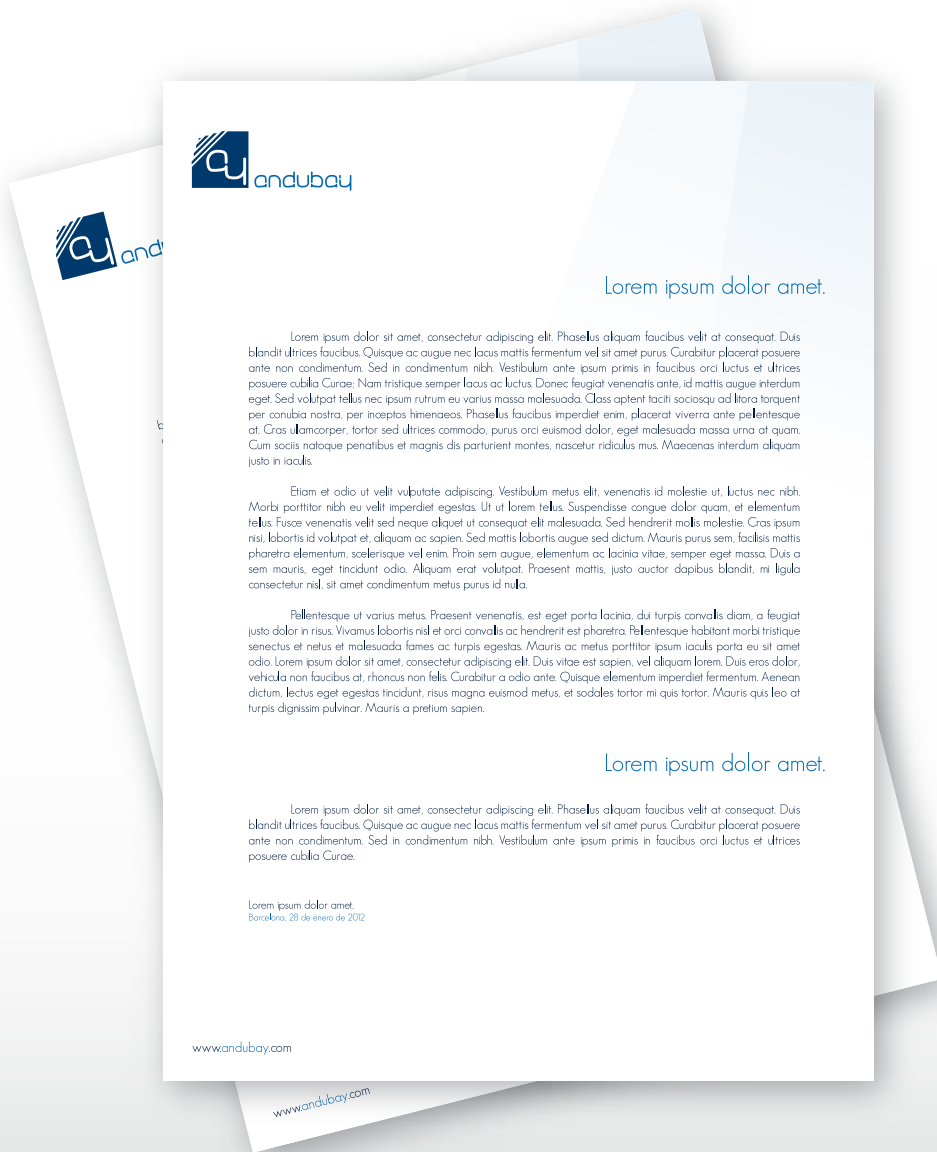 ay andubay
Lorem ipsum dolor amet.
Lorem ipsum dolor sit amet, consectetur adipiscing elit. Phasellus aliquam faucibus velit at consequat. Duis
blandit ultrices faucibus. Quisque ac augue nec lacus mattis fermentum vel sit amet purus. Curabitur placerat posuere
ante non condimentum. Sed in condimentum nibh. Vestibulum ante ipsum primis in faucibus orci luctus et ultrices
posuere cubilia Curae; Nam tristique semper lacus ac luctus. Donec feugiat venenatis ante, id mattis augue interdum
eget. Sed volutpat tellus nec ipsum rutrum eu varius massa malesuada. Class aptent taciti sociosqu ad litora torquent
per conubia nostra, per inceptos himenaeos. Phasellus faucibus imperdiet enim, placerat viverra ante pellentesque
at. Cras ullamcorper, tortor sed ultrices commodo, purus orci euismod dolor, eget malesuada massa urna at quam.
Cum sociis natoque penatibus et magnis dis parturient montes, nascetur ridiculus mus. Maecenas interdum aliquam
justo in iaculis.
Etiam et odio ut velit vulputate adipiscing. Vestibulum metus elit, venenatis id molestie ut, luctus nec nibh.
Morbi porttitor nibh eu velit imperdiet egestas. Ut ut lorem tellus. Suspendisse congue dolor quam, et elementum
tellus. Fusce venenatis velit sed neque aliquet ut consequat elit malesuada. Sed hendrerit mollis molestie. Cras ipsum
nisi, lobortis id volutpat et, aliquam ac sapien. Sed mattis lobortis augue sed dictum. Mauris purus sem, facilisis mattis
pharetra elementum, scelerisque vel enim. Proin sem augue, elementum ac lacinia vitae, semper eget massa. Duis a
sem mauris, eget tincidunt odio. Aliquam erat volutpat. Praesent mattis, justo auctor dapibus blandit, mi ligula
consectetur nisl, sit amet condimentum metus purus id nulla.
Pellentesque ut varius metus. Praesent venenatis, est eget porta lacinia, dui turpis convallis diam, a feugiat
justo dolor in risus. Vivamus lobortis nisl et orci convallis ac hendrerit est pharetra. Pellentesque habitant morbi tristique
senectus et netus et malesuada fames ac turpis egestas. Mauris ac metus porttitor ipsum iaculis porta eu sit amet
odio. Lorem ipsum dolor sit amet, consectetur adipiscing elit. Duis vitae est sapien, vel aliquam lorem. Duis eros dolor,
vehicula non faucibus at, rhoncus non felis. Curabitur a odio ante. Quisque elementum imperdiet fermentum. Aenean
dictum, lectus eget egestas tincidunt, risus magna euismod metus, et sodales tortor mi quis tortor. Mauris quis leo at
turpis dignissim pulvinar. Mauris a pretium sapien.
Lorem ipsum dolor amet.
Lorem ipsum dolor sit amet, consectetur adipiscing elit. Phasellus aliquam faucibus velit at consequat. Duis
blandit ultrices faucibus. Quisque ac augue nec lacus mattis fermentum vel sit amet purus. Curabitur placerat posuere
ante non condimentum. Sed in condimentum nibh. Vestibulum ante ipsum primis in faucibus orci luctus et ultrices
posuere cubilia Curae.
Lorem ipsum dolor amet.
Barcelona, 28 de enero de 2012
www.andubay.com
ay
www.andubay.com